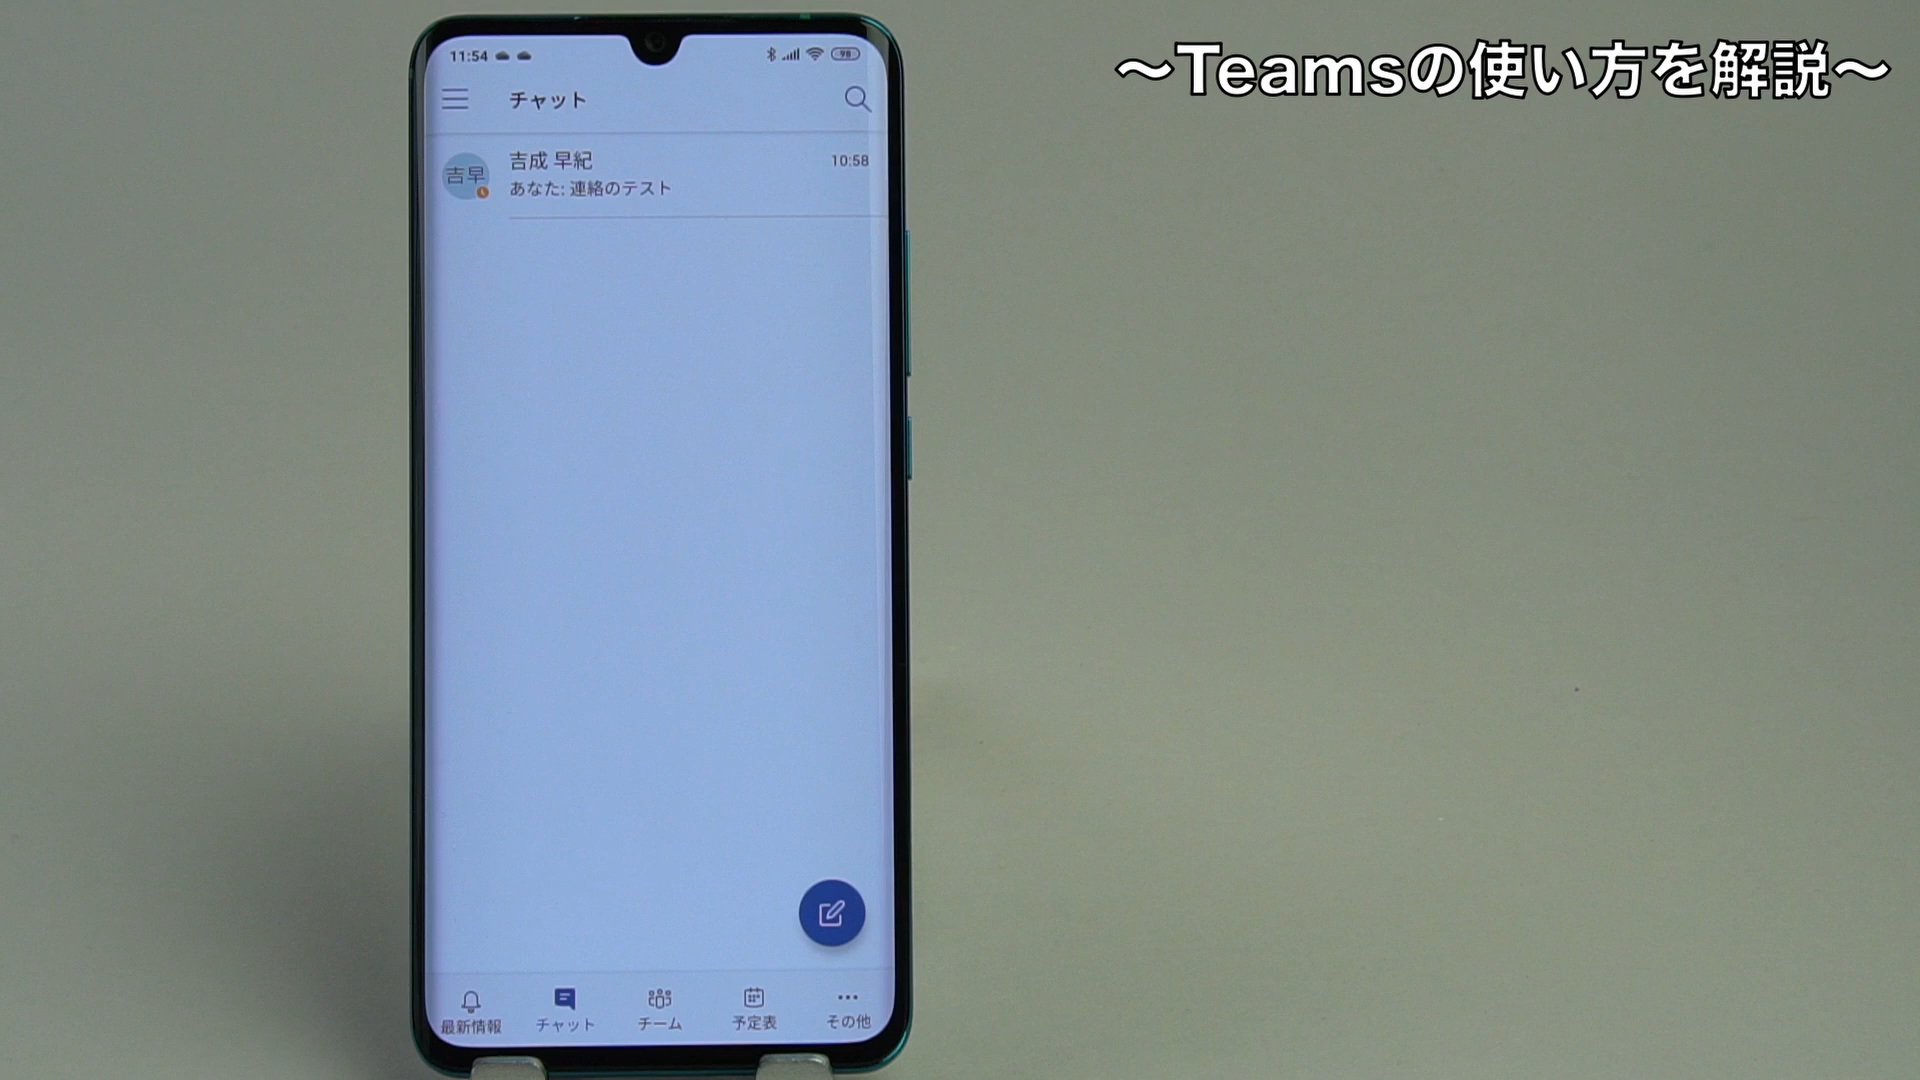 ～Teamsの使い方を解説～
11:54
98
チャット
吉早
吉成 早紀
10:58
あなた: 連絡のテスト
最新情報
チャット
チーム
予定表
その他